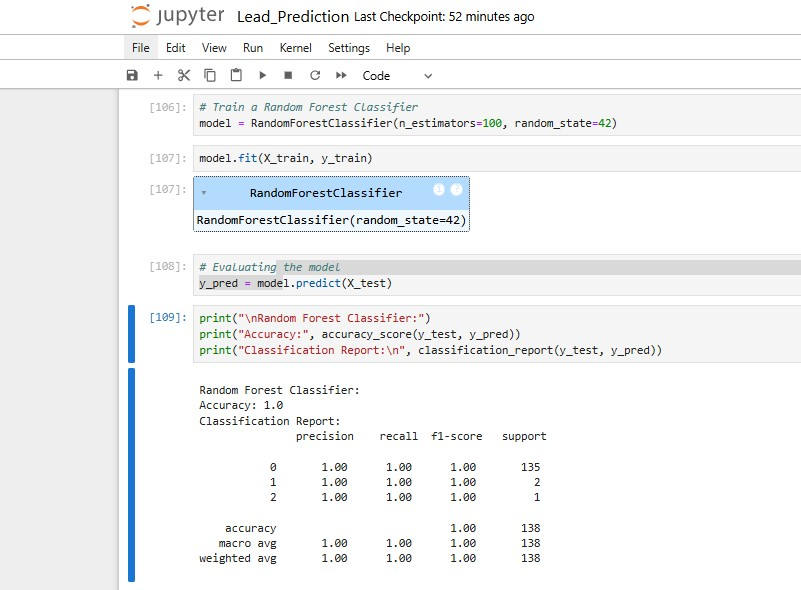 jupyter Lead_Prediction Last Checkpoint: 52 minutes ago
File Edit View Run Kernel Settings Help
Code
[106]: # Train a Random Forest Classifier
model = RandomForestClassifier(n_estimators=100, random_state=42)
[107]: model.fit(X_train, y_train)
[107]: RandomForestClassifier i ?
RandomForestClassifier(random_state=42)
[108]: # Evaluating the model
y_pred = model.predict(X_test)
[109]: print("\nRandom Forest Classifier:")
print("Accuracy:", accuracy_score(y_test, y_pred))
print("Classification Report:\n", classification_report(y_test, y_pred))
Random Forest Classifier:
Accuracy: 1.0
Classification Report:
precision recall f1-score support
0 1.00 1.00 1.00 135
1 1.00 1.00 1.00 2
2 1.00 1.00 1.00 1
accuracy 1.00 138
macro avg 1.00 1.00 1.00 138
weighted avg 1.00 1.00 1.00 138